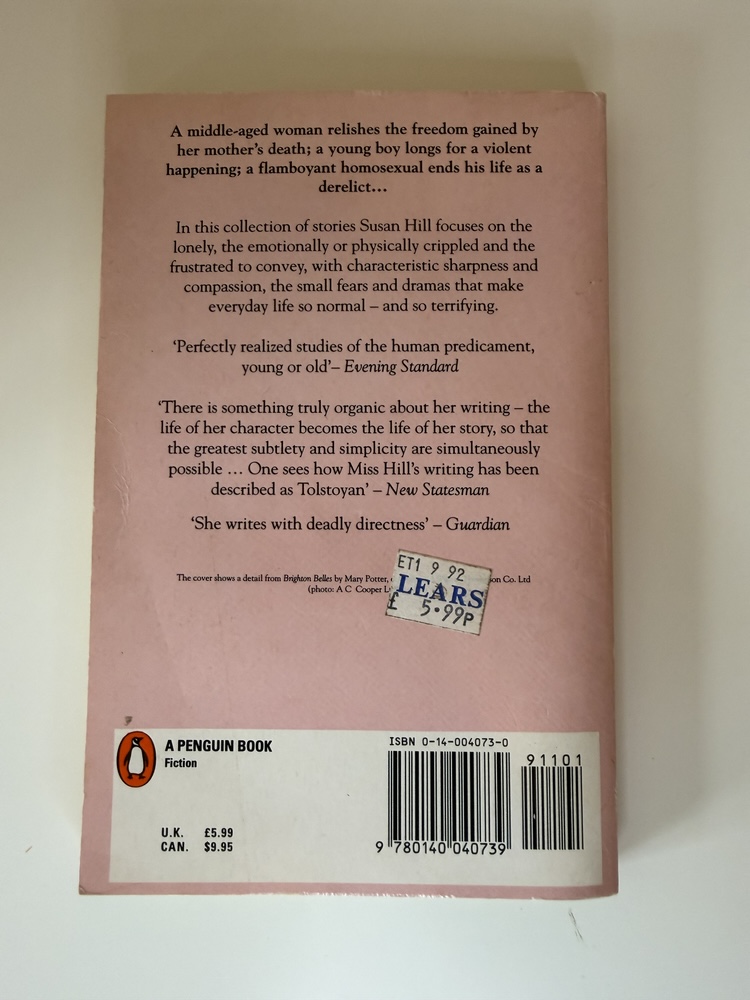 A middle-aged woman relishes the freedom gained by
her mother's death; a young boy longs for a violent
happening; a flamboyant homosexual ends his life as a
derelict...
In this collection of stories Susan Hill focuses on the
lonely, the emotionally or physically crippled and the
frustrated to convey, with characteristic sharpness and
compassion, the small fears and dramas that make
everyday life so normal – and so terrifying.
'Perfectly realized studies of the human predicament,
young or old'– Evening Standard
'There is something truly organic about her writing – the
life of her character becomes the life of her story, so that
the greatest subtlety and simplicity are simultaneously
possible ... One sees how Miss Hill's writing has been
described as Tolstoyan' – New Statesman
'She writes with deadly directness' – Guardian
The cover shows a detail from Brighton Belles by Mary Potter, on Co. Ltd
(photo: A C Cooper L
ET1 9 92
LEARS
£ 5.99P
A PENGUIN BOOK
Fiction
U.K. £5.99
CAN. $9.95
ISBN 0-14-004073-0
91101
9 780140 040739